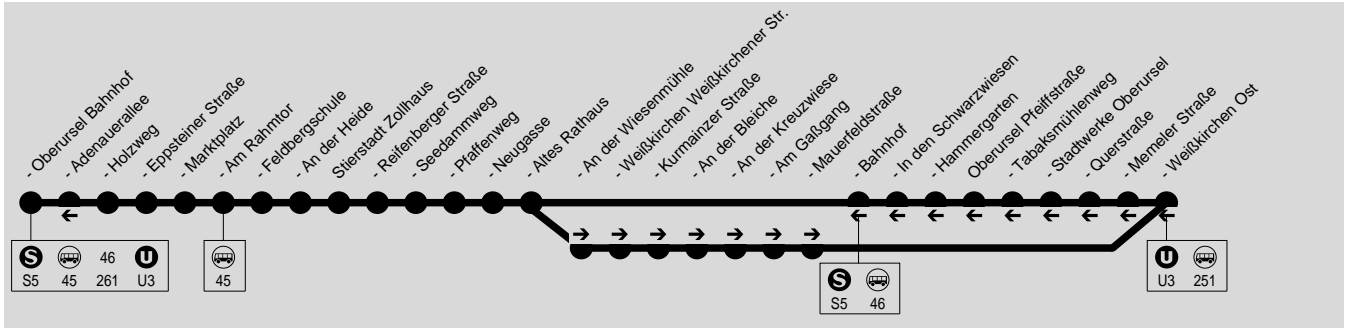 - Oberursel Bahnhof
- Adenauerallee
- Holzweg
- Eppsteiner Straße
- Marktplatz
- Am Rahmtor
- Feldbergschule
- An der Heide
Stierstadt Zollhaus
- Reifenberger Straße
- Seedammweg
- Pfaffenweg
- Neugasse
- Altes Rathaus
- An der Wiesenmühle
- Weißkirchen Weißkirchener Str.
- Kurmainzer Straße
- An der Bleiche
- An der Kreuzwiese
- Am Gaßgang
- Mauerfeldstraße
- Bahnhof
- In den Schwarzwiesen
- Hammergarten
Oberursel Pfeiffstraße
- Tabaksmühlenweg
- Stadtwerke Oberursel
- Querstraße
- Memeler Straße
- Weißkirchen Ost
S 46 U
S5 45 261 U3
45
S
S5 46
U
U3 251